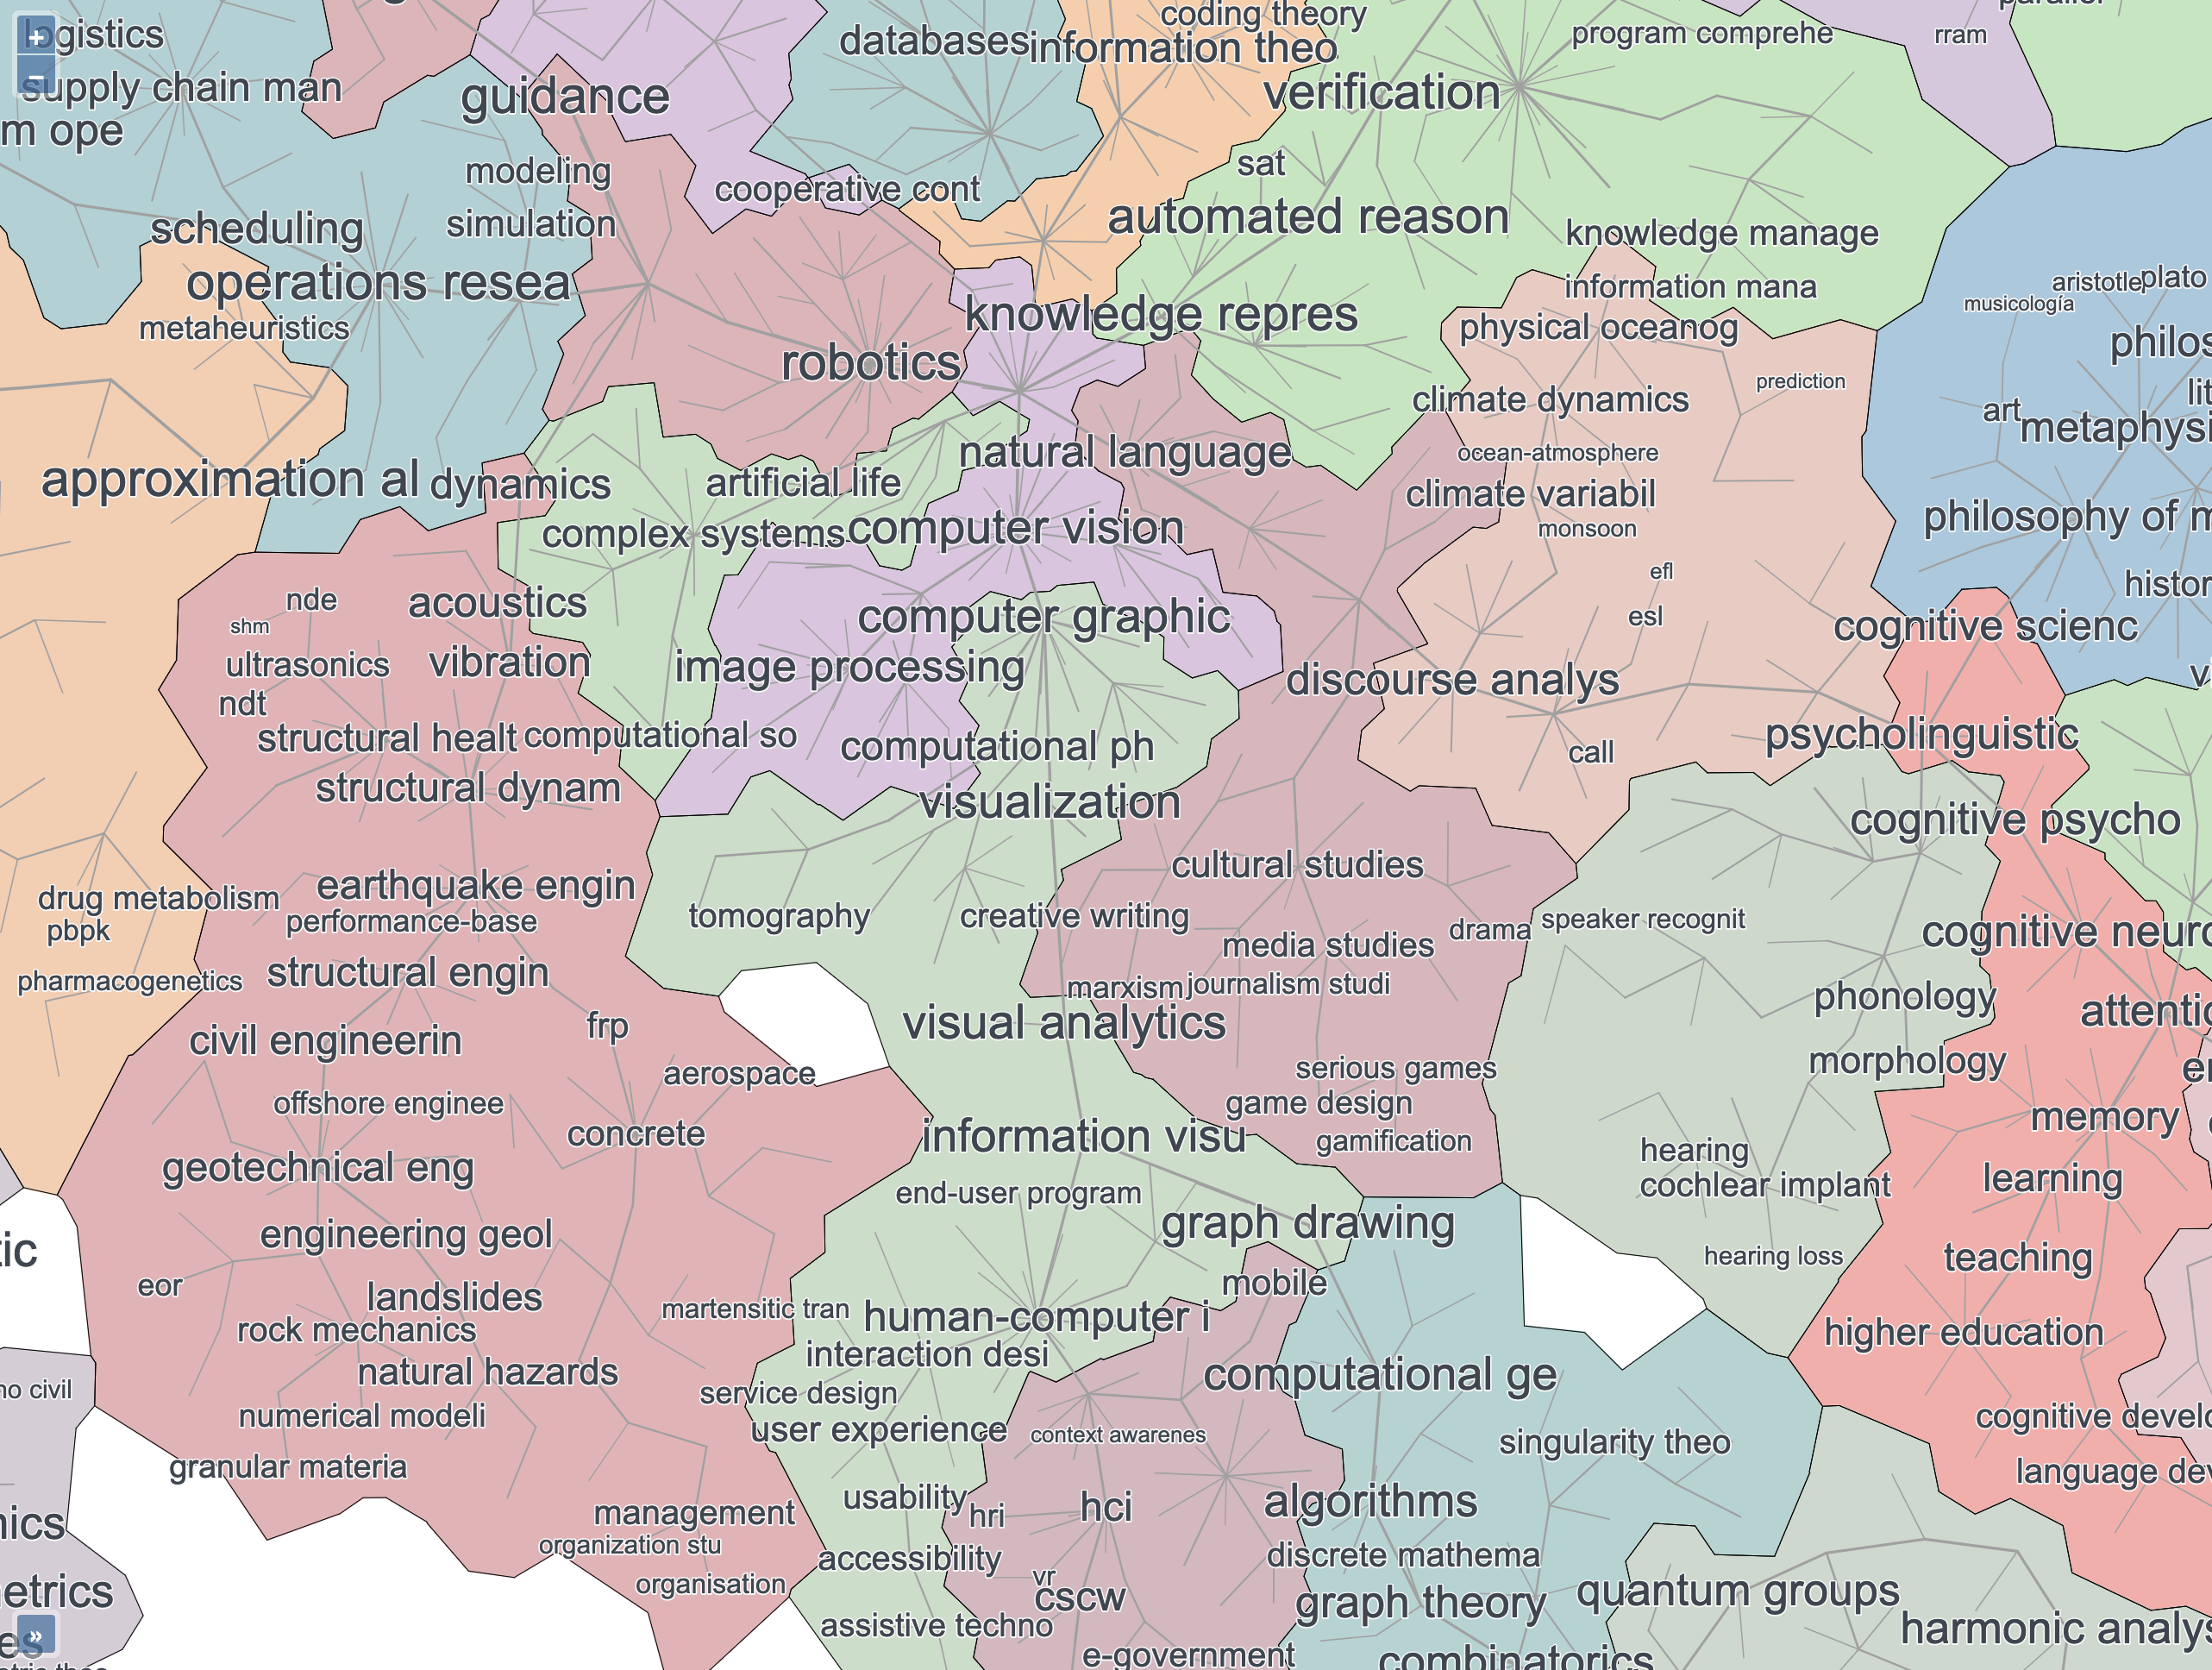 coding theory
program comprehe
rram
logistics
databases
information theo
+
−
supply chain man
guidance
verification
m ope
modeling
cooperative cont
sat
scheduling
simulation
automated reason
knowledge manage
operations resea
information mana
aristotle
plato
musicología
metaheuristics
knowledge repres
physical oceanog
philos
robotics
climate dynamics
prediction
lit
art
metaphysi
approximation al
dynamics
artificial life
natural language
ocean-atmosphere
climate variabil
complex systems
computer vision
monsoon
philosophy of m
efl
histor
nde
acoustics
shm
computer graphic
esl
cognitive scienc
ultrasonics
vibration
image processing
discourse analys
ndt
structural healt
computational so
computational ph
call
psycholinguistic
structural dynam
visualization
cognitive psycho
drug metabolism
earthquake engin
cultural studies
pbpk
performance-base
tomography
creative writing
media studies
drama
speaker recognit
cognitive neuro
pharmacogenetics
structural engin
marxism
journalism studi
phonology
civil engineerin
frp
visual analytics
attentio
aerospace
serious games
morphology
offshore enginee
game design
memory
concrete
information visu
gamification
hearing
geotechnical eng
end-user program
cochlear implant
learning
engineering geol
graph drawing
hearing loss
teaching
tic
eor
landslides
mobile
martensitic tran
human-computer i
rock mechanics
interaction desi
higher education
natural hazards
computational ge
no civil
service design
numerical modeli
user experience
context awarenes
singularity theo
cognitive develo
granular materia
language dev
usability
hri
hci
algorithms
management
nics
organization stu
accessibility
discrete mathema
organisation
vr
cscw
graph theory
quantum groups
etrics
assistive techno
harmonic analys
»
es
e-government
combinatorics